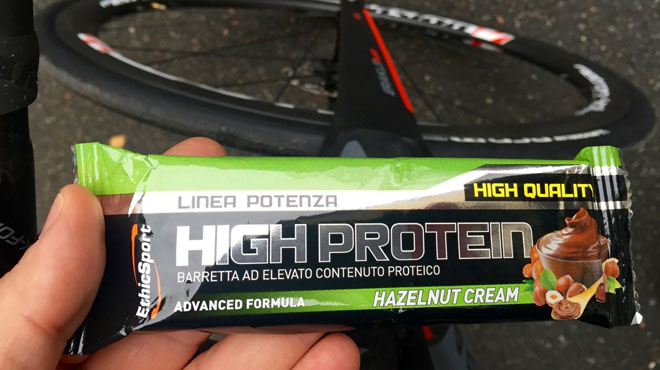 LINEA POTENZA
HIGH QUALITY
HIGH PROTEIN
BARRETTA AD ELEVATO CONTENUTO PROTEICO
EthicSport
ADVANCED FORMULA
HAZELNUT CREAM